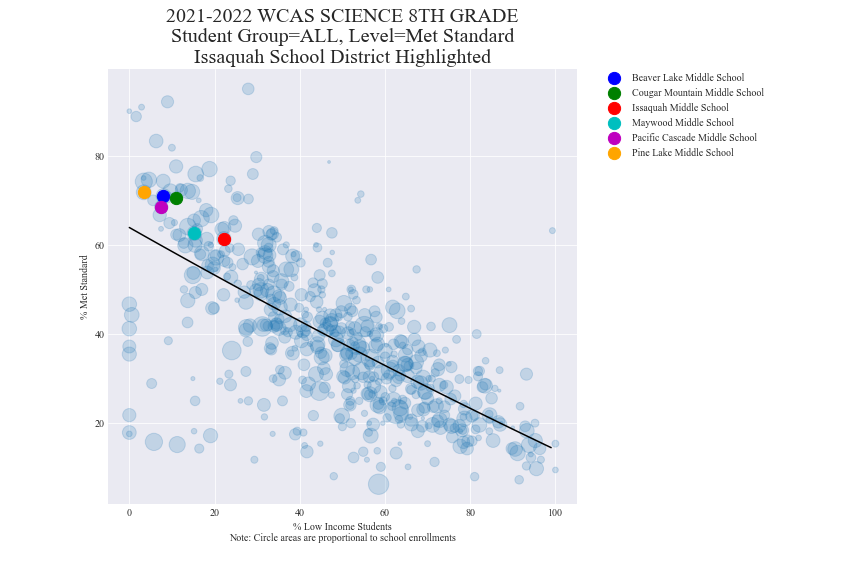 2021-2022 WCAS SCIENCE 8TH GRADE
Student Group=ALL, Level=Met Standard
Issaquah School District Highlighted
Beaver Lake Middle School
Cougar Mountain Middle School
Issaquah Middle School
Maywood Middle School
Pacific Cascade Middle School
Pine Lake Middle School
% Met Standard
80
60
40
20
0 20 40 60 80 100
% Low Income Students
Note: Circle areas are proportional to school enrollments